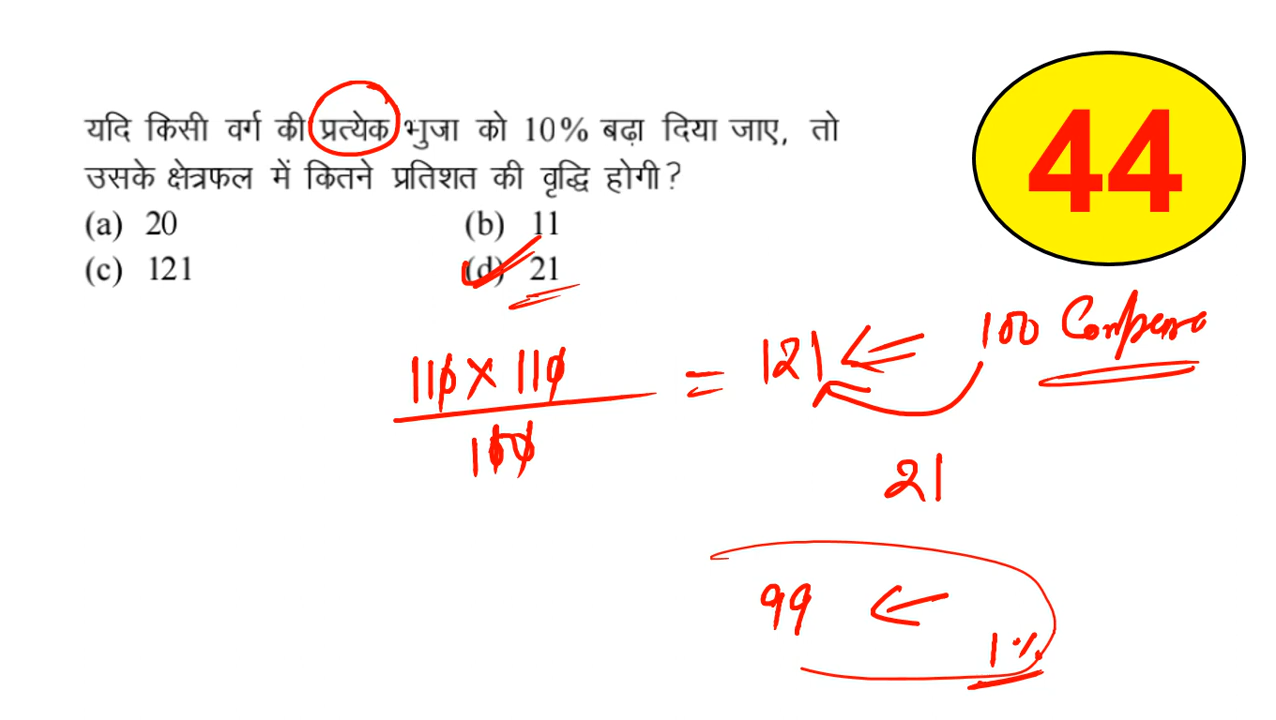 यदि किसी वर्ग की प्रत्येक भुजा को 10% बढ़ा दिया जाए, तो
उसके क्षेत्रफल में कितने प्रतिशत की वृद्धि होगी?
(a) 20 (b) 11
(c) 121 (d) 21
44
110 × 110
100
= 121
100
21
99
1%